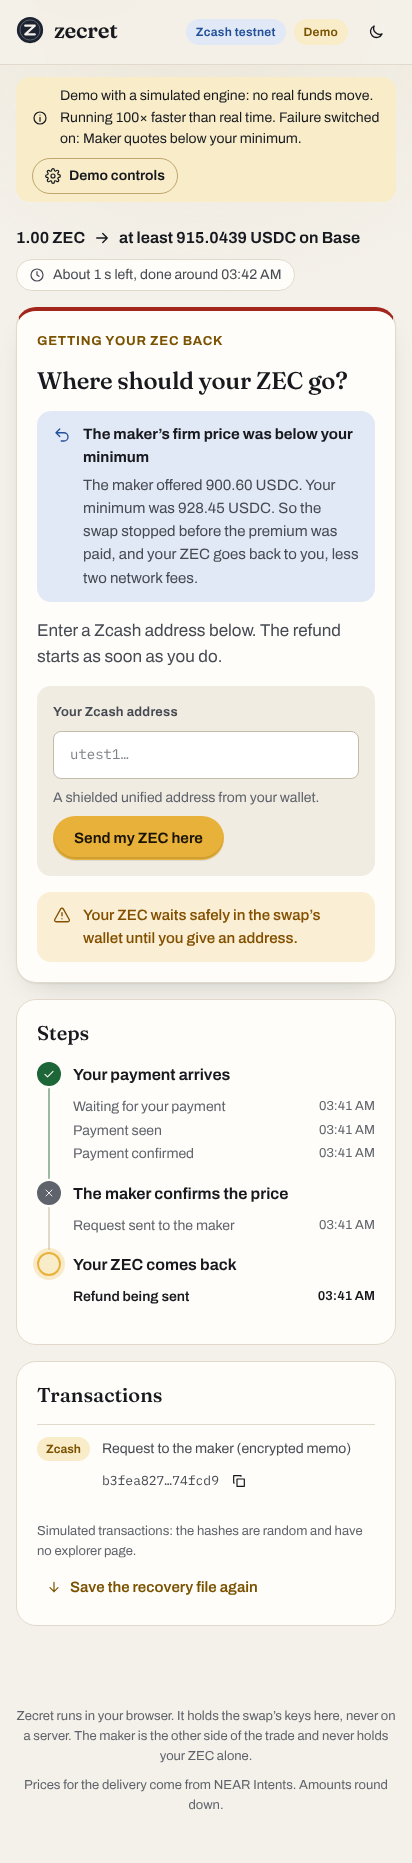 zecret
Zcash testnet
Demo
Demo with a simulated engine: no real funds move.
Running 100× faster than real time. Failure switched
on: Maker quotes below your minimum.
Demo controls
1.00 ZEC → at least 915.0439 USDC on Base
About 1 s left, done around 03:42 AM
GETTING YOUR ZEC BACK
Where should your ZEC go?
The maker’s firm price was below your
minimum
The maker offered 900.60 USDC. Your
minimum was 928.45 USDC. So the
swap stopped before the premium was
paid, and your ZEC goes back to you, less
two network fees.
Enter a Zcash address below. The refund
starts as soon as you do.
Your Zcash address
utest1…
A shielded unified address from your wallet.
Send my ZEC here
Your ZEC waits safely in the swap’s
wallet until you give an address.
Steps
Your payment arrives
Waiting for your payment 03:41 AM
Payment seen 03:41 AM
Payment confirmed 03:41 AM
The maker confirms the price
Request sent to the maker 03:41 AM
Your ZEC comes back
Refund being sent 03:41 AM
Transactions
Zcash Request to the maker (encrypted memo)
b3fea827…74fcd9
Simulated transactions: the hashes are random and have
no explorer page.
Save the recovery file again
Zecret runs in your browser. It holds the swap’s keys here, never on
a server. The maker is the other side of the trade and never holds
your ZEC alone.
Prices for the delivery come from NEAR Intents. Amounts round
down.